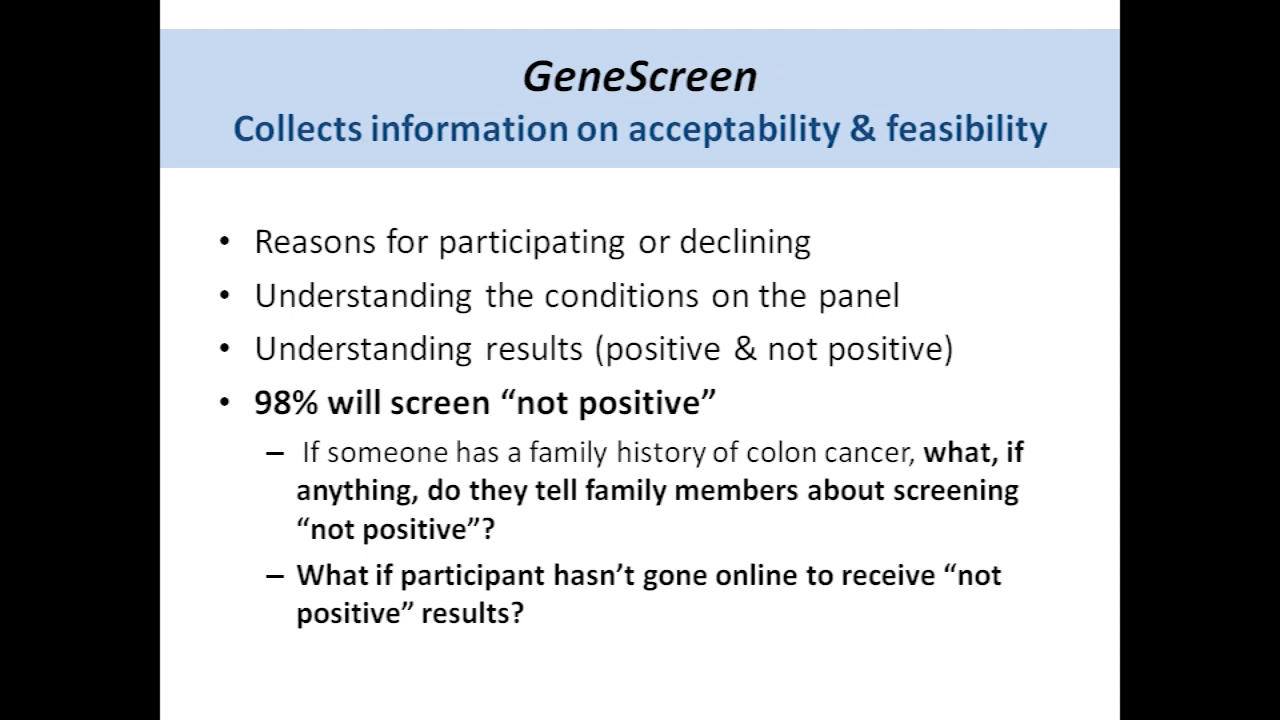 GeneScreen
Collects information on acceptability & feasibility
• Reasons for participating or declining
• Understanding the conditions on the panel
• Understanding results (positive & not positive)
• 98% will screen “not positive”
– If someone has a family history of colon cancer, what, if
anything, do they tell family members about screening
“not positive”?
– What if participant hasn’t gone online to receive “not
positive” results?